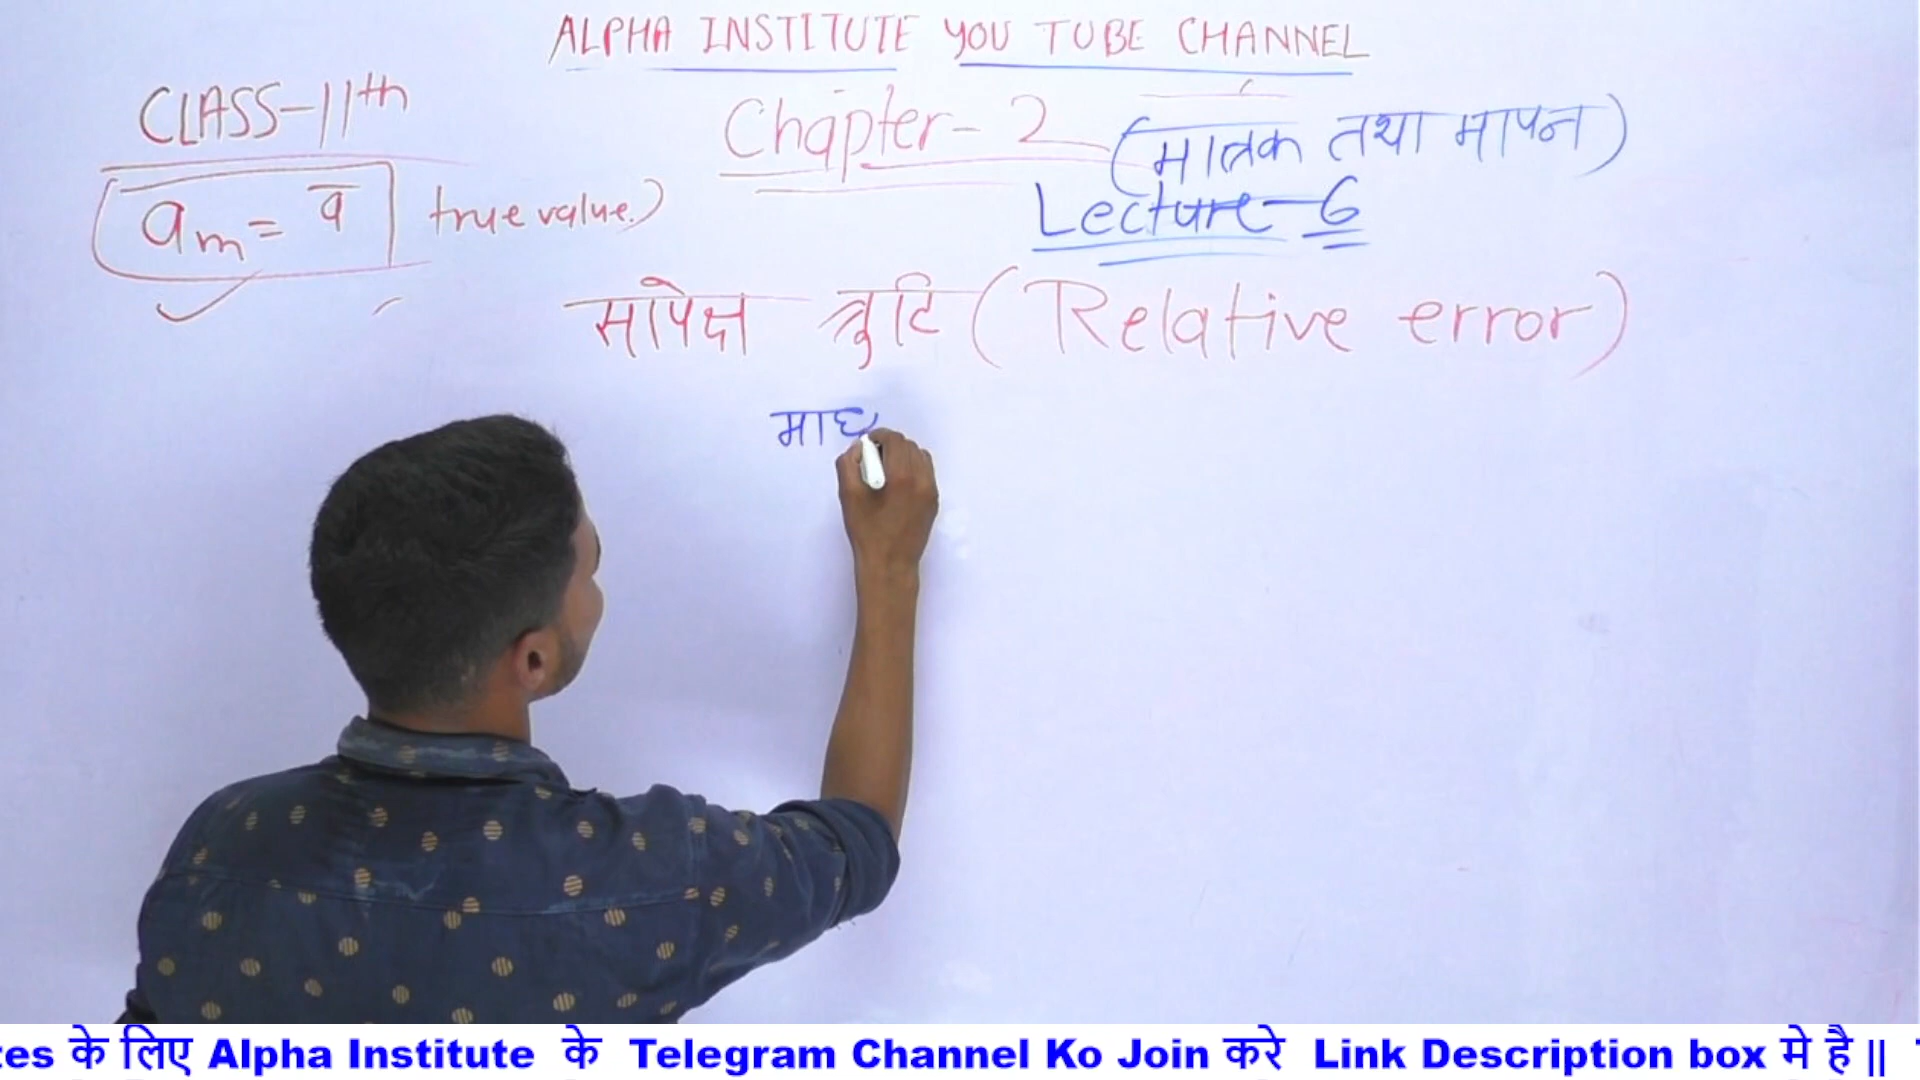 ALPHA INSTITUTE YOU TUBE CHANNEL
CLASS-11th
Chapter-2 (मात्रक तथा मापन)
Lecture-6
am = a̅ true value.)
सापेक्ष त्रुटि (Relative error)
माध
tes के लिए Alpha Institute के Telegram Channel Ko Join करे Link Description box मे है ||